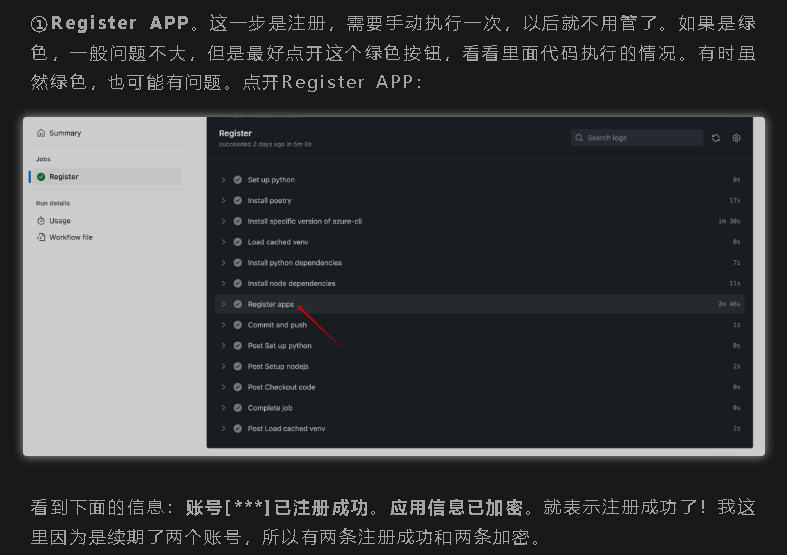 ①Register APP。这一步是注册，需要手动执行一次，以后就不用管了。如果是绿
色，一般问题不大，但是最好点开这个绿色按钮，看看里面代码执行的情况。有时虽
然绿色，也可能有问题。点开Register APP：
Summary
Jobs
Register
Run details
Usage
Workflow file
Register
succeeded 2 days ago in 5m 9s
Search logs
Set up python 0s
Install poetry 17s
Install specific version of azure-cli 1m 30s
Load cached venv 0s
Install python dependencies 7s
Install node dependencies 11s
Register apps 2m 46s
Commit and push 1s
Post Set up python 0s
Post Setup nodejs 2s
Post Checkout code 0s
Complete job 0s
Post Load cached venv 2s
看到下面的信息：账号[***]已注册成功。应用信息已加密。就表示注册成功了！我这
里因为是续期了两个账号，所以有两条注册成功和两条加密。